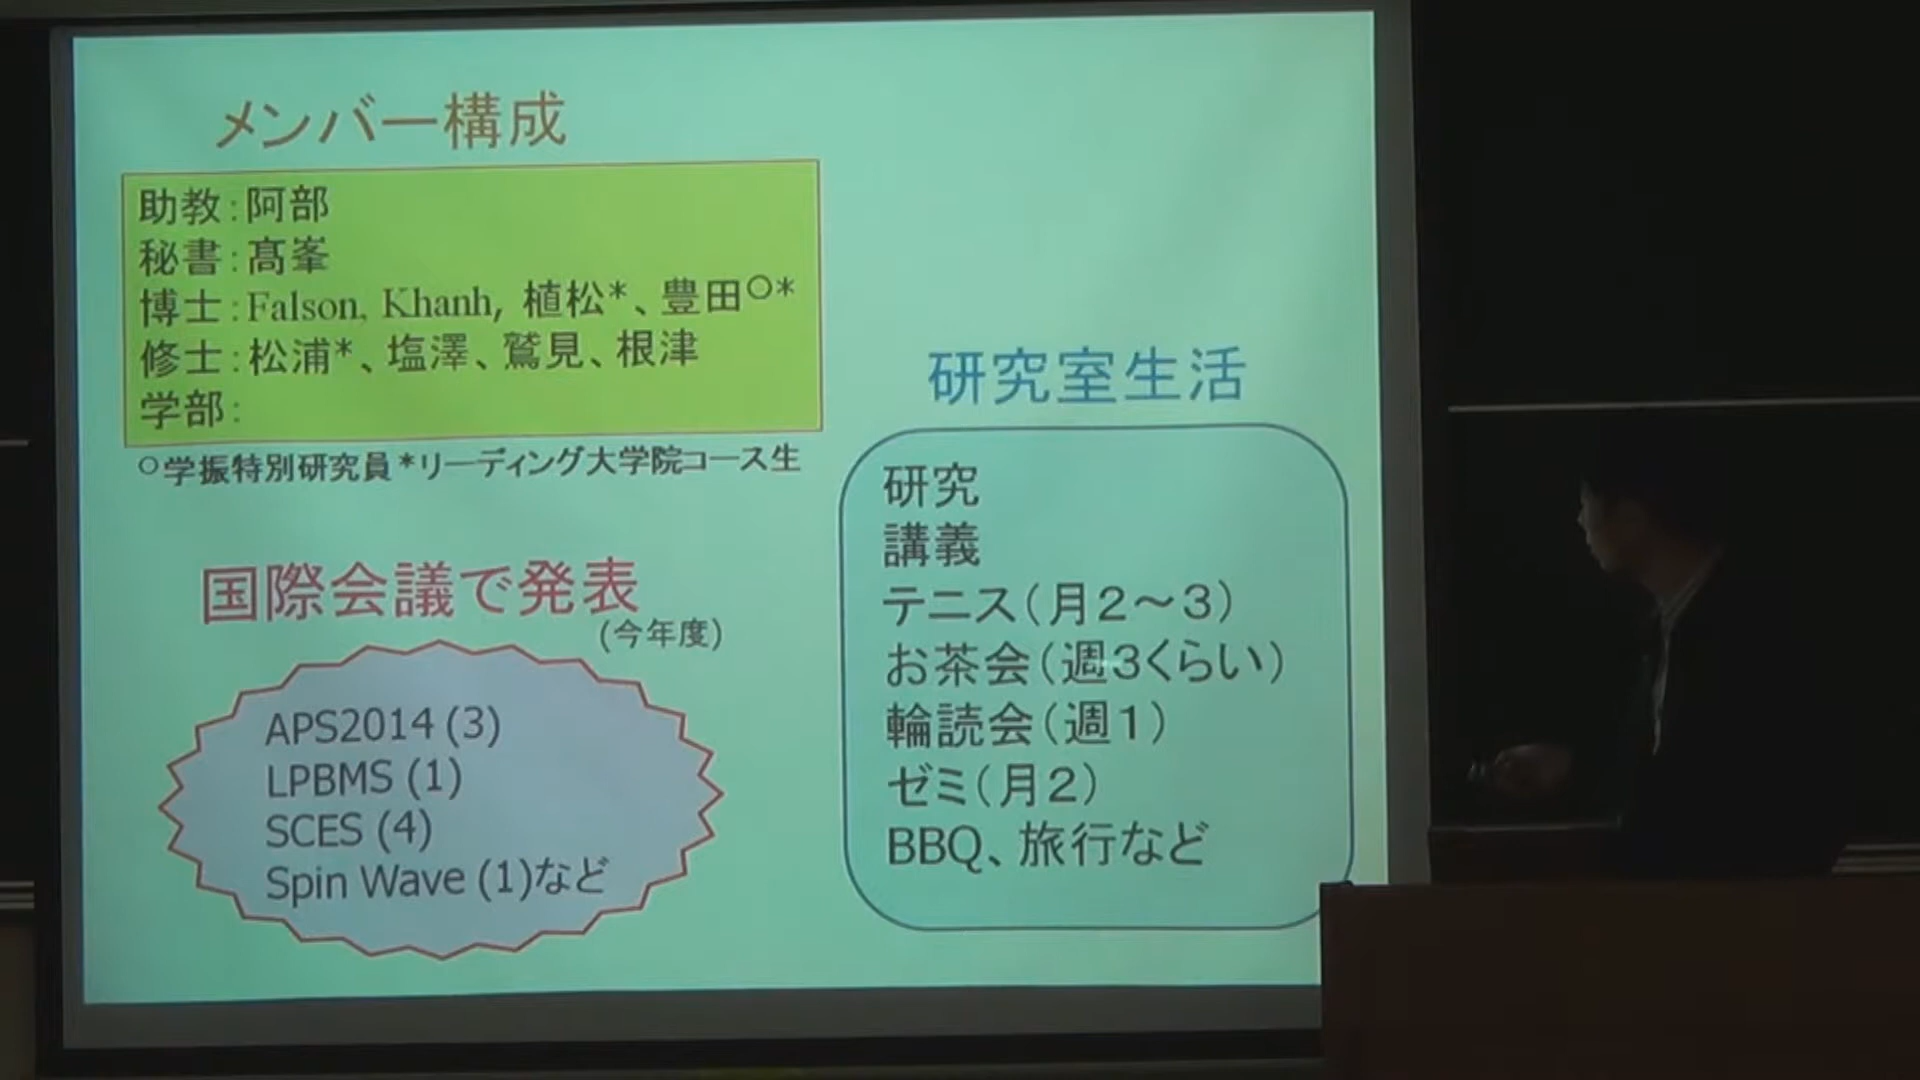 メンバー構成
助教：阿部
秘書：髙峯
博士：Falson, Khanh, 植松*、豊田○*
修士：松浦*、塩澤、鷲見、根津
学部：
○学振特別研究員 *リーディング大学院コース生
国際会議で発表
(今年度)
APS2014 (3)
LPBMS (1)
SCES (4)
Spin Wave (1)など
研究室生活
研究
講義
テニス（月２～３）
お茶会（週３くらい）
輪読会（週１）
ゼミ（月２）
BBQ、旅行など